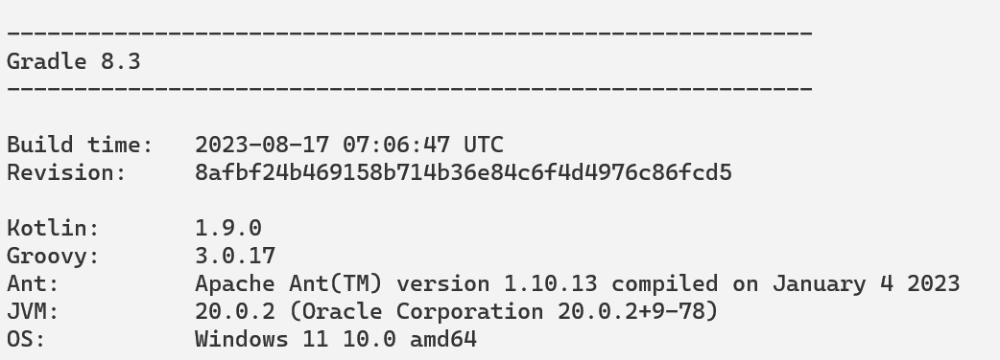 ------------------------------------------------------------
Gradle 8.3
------------------------------------------------------------
Build time:   2023-08-17 07:06:47 UTC
Revision:     8afbf24b469158b714b36e84c6f4d4976c86fcd5
Kotlin:       1.9.0
Groovy:       3.0.17
Ant:          Apache Ant(TM) version 1.10.13 compiled on January 4 2023
JVM:          20.0.2 (Oracle Corporation 20.0.2+9-78)
OS:           Windows 11 10.0 amd64